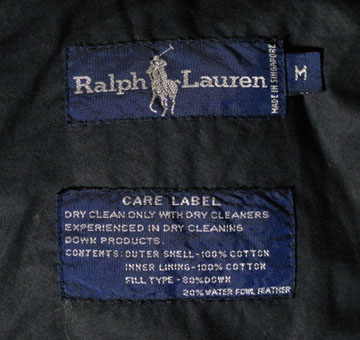 Ralph Lauren
MADE IN SINGAPORE
M
CARE LABEL
DRY CLEAN ONLY WITH DRY CLEANERS
EXPERIENCED IN DRY CLEANING
DOWN PRODUCTS.
CONTENTS: OUTER SHELL-100% COTTON
INNER LINING-100% COTTON
FILL TYPE - 80% DOWN
20% WATER FOWL FEATHER